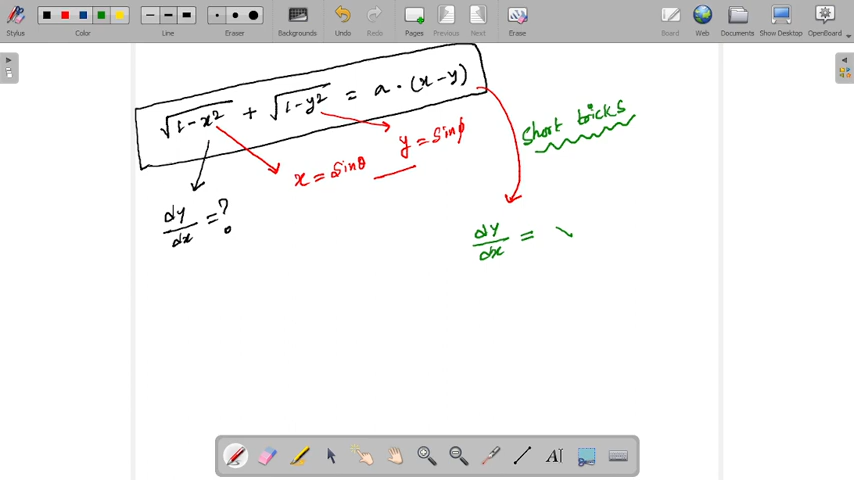 Stylus Color Line Eraser Backgrounds Undo Redo Pages Previous Next Erase Board Web Documents Show Desktop OpenBoard
√1-x² + √1-y² = a · (x-y)
Short tricks
x = Sinθ y = Sinϕ
dy/dx = ?
dy/dx =